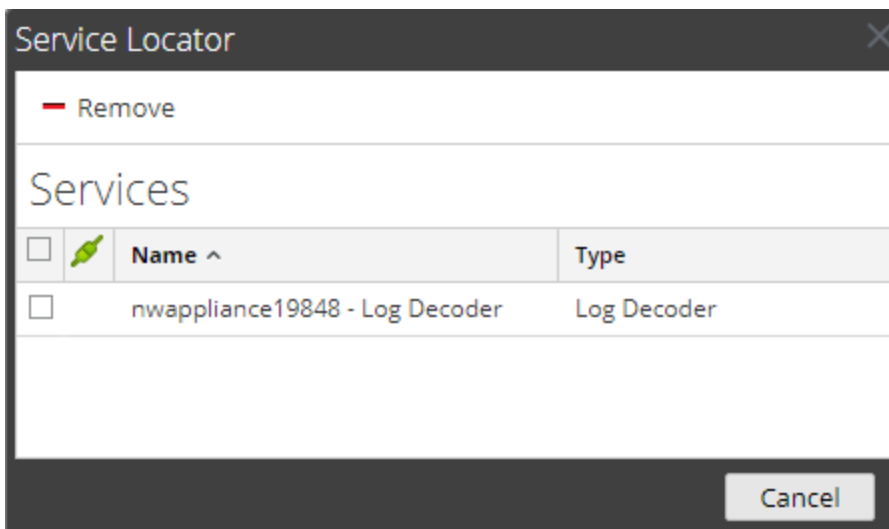 Service Locator
Remove
Services
Name Type
nwappliance19848 - Log Decoder Log Decoder
Cancel